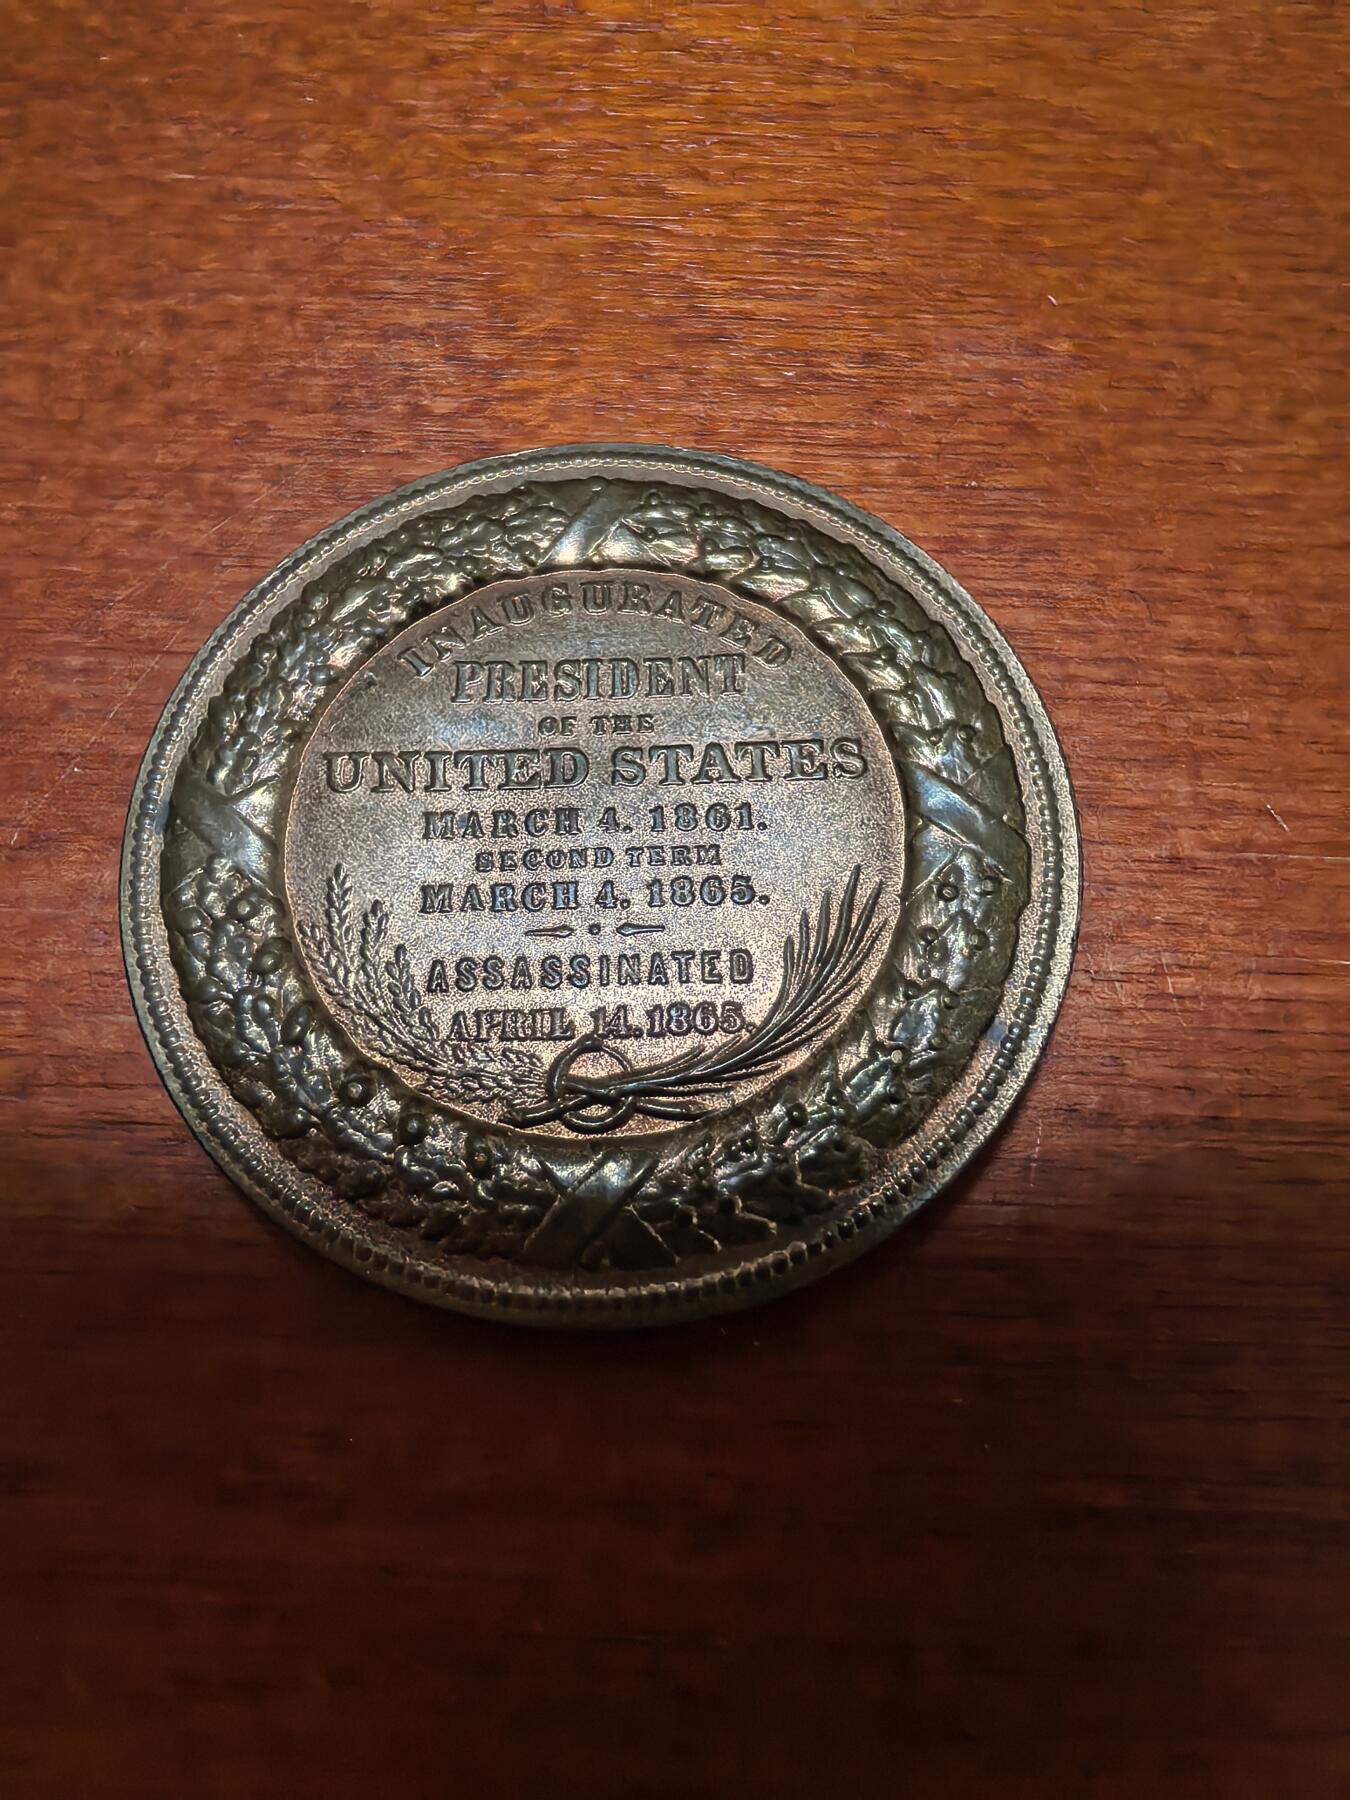 INAUGURATED
PRESIDENT
OF THE
UNITED STATES
MARCH 4. 1861.
SECOND TERM
MARCH 4. 1865.
ASSASSINATED
APRIL 14. 1865.